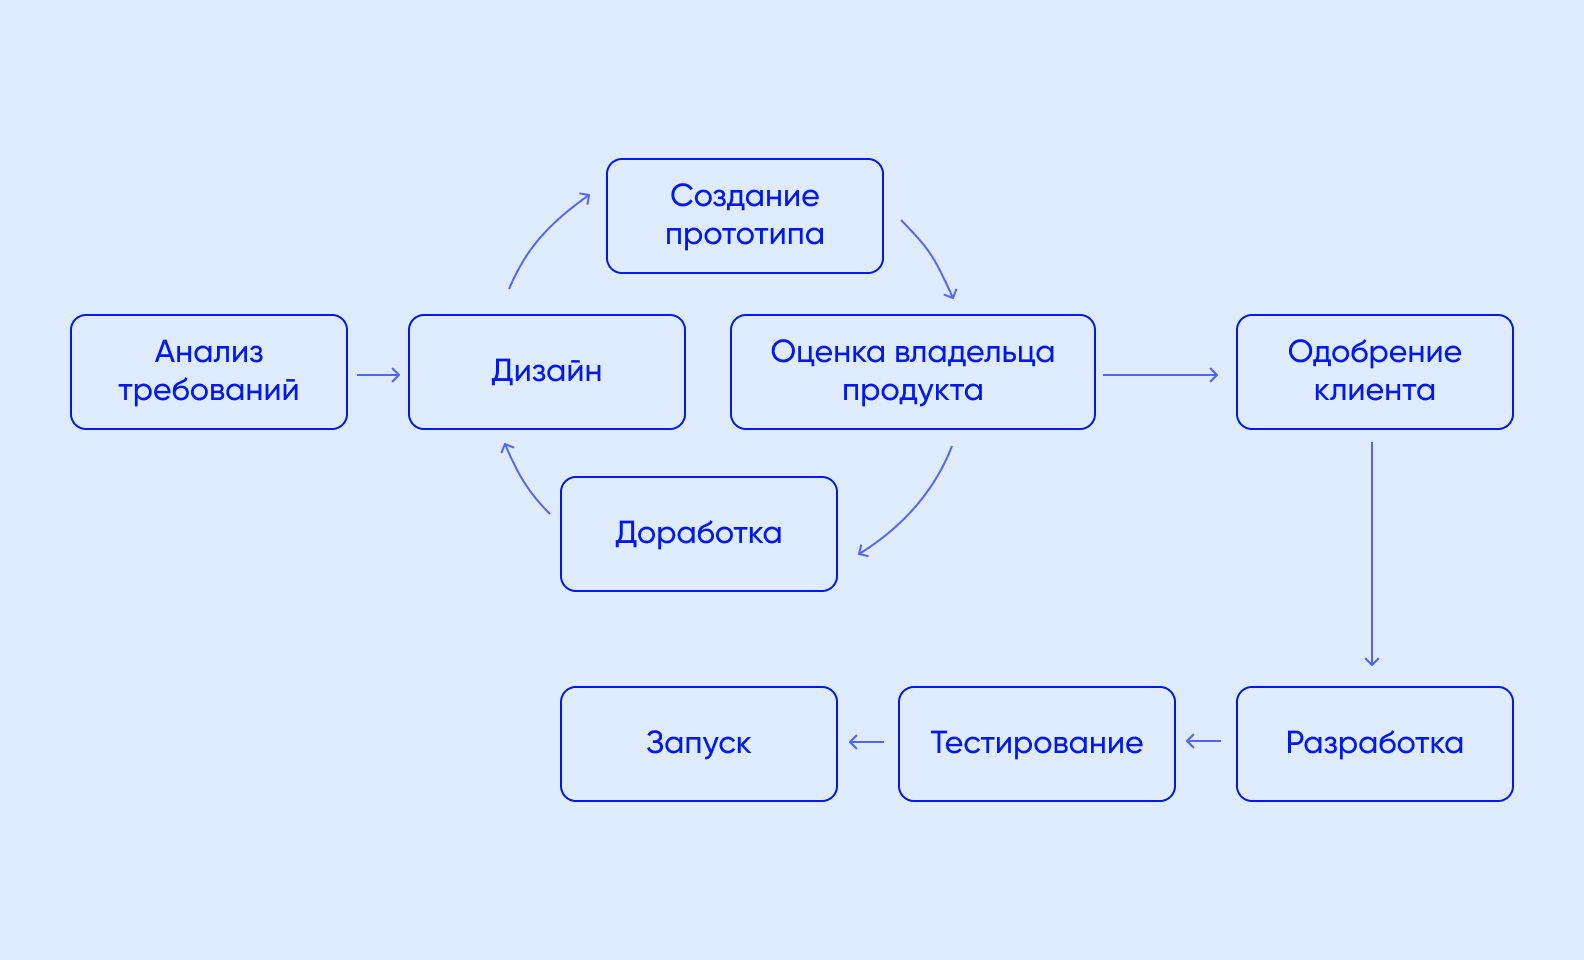 Создание
прототипа
Анализ
требований
Дизайн
Оценка владельца
продукта
Одобрение
клиента
Доработка
Запуск
Тестирование
Разработка